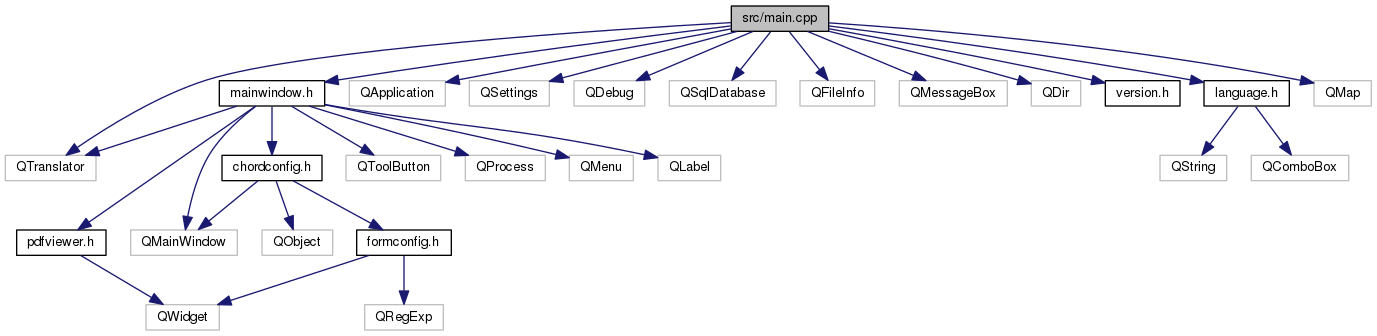 src/main.cpp
mainwindow.h
QApplication
QSettings
QDebug
QSqlDatabase
QFileInfo
QMessageBox
QDir
version.h
language.h
QMap
QTranslator
chordconfig.h
QToolButton
QProcess
QMenu
QLabel
QString
QComboBox
pdfviewer.h
QMainWindow
QObject
formconfig.h
QWidget
QRegExp